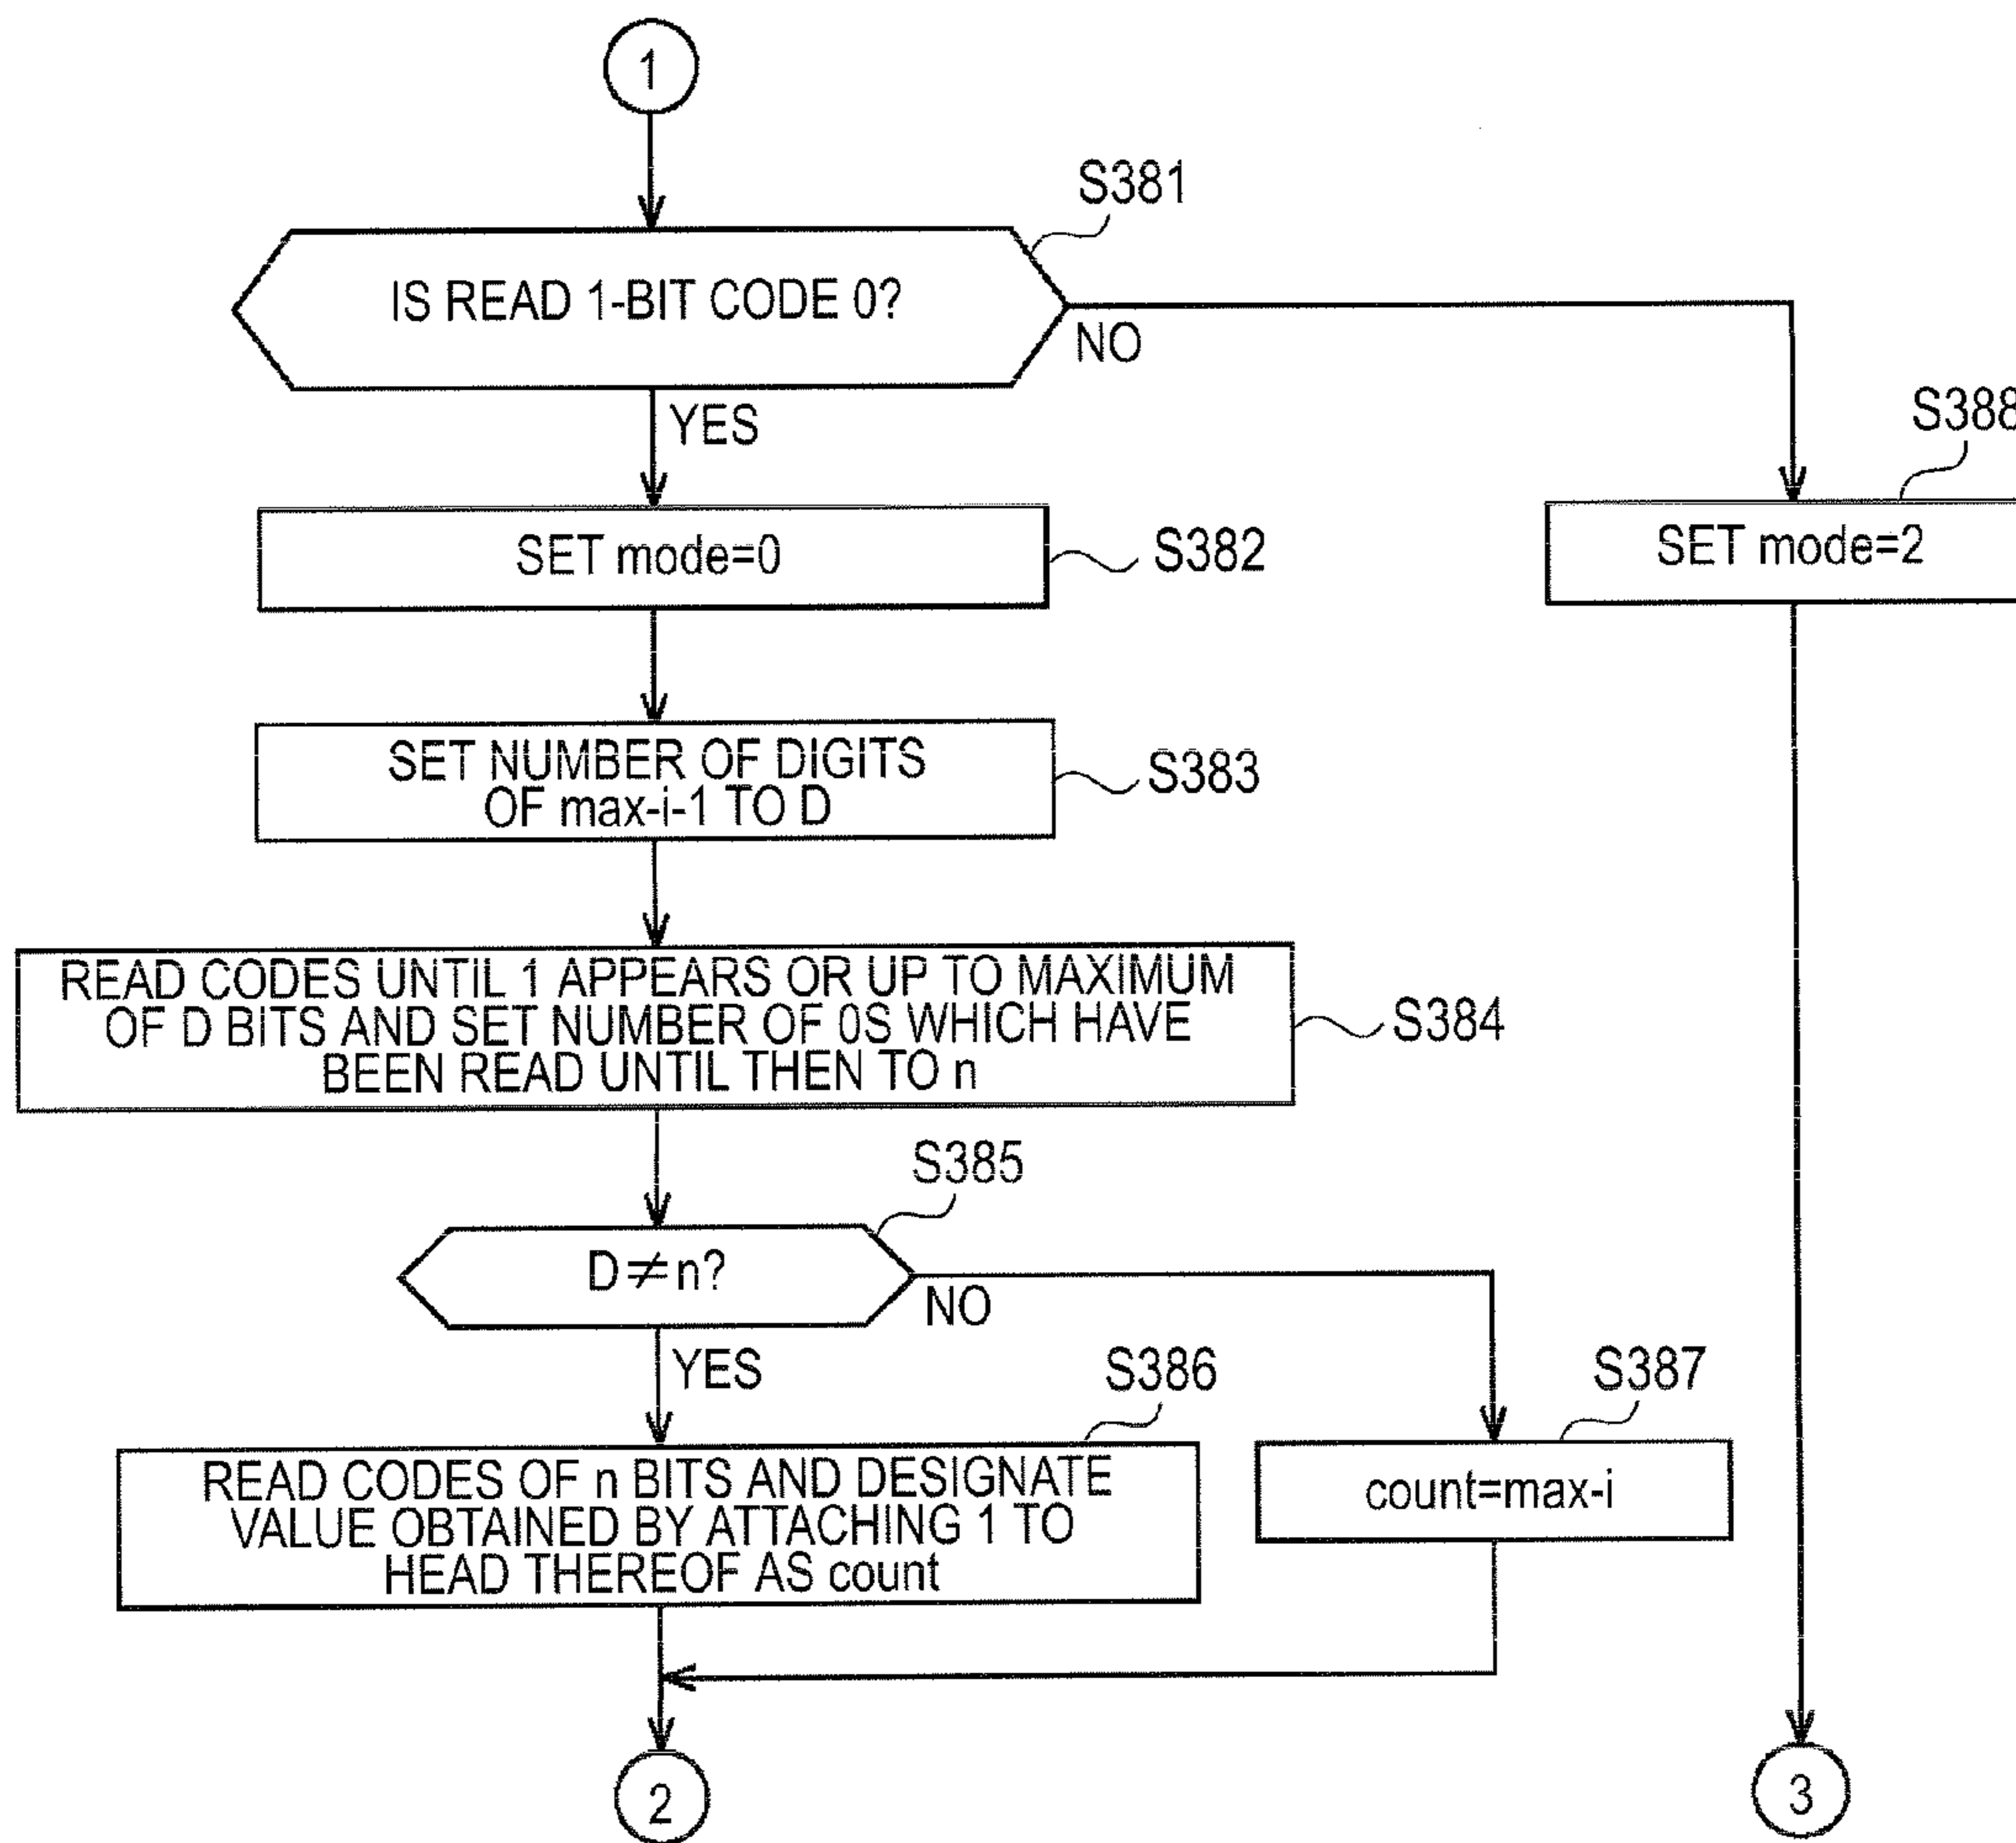 1
S381
IS READ 1-BIT CODE 0?
NO
YES
S388
SET mode=0
S382
SET mode=2
SET NUMBER OF DIGITS
OF max-i-1 TO D
S383
READ CODES UNTIL 1 APPEARS OR UP TO MAXIMUM
OF D BITS AND SET NUMBER OF 0S WHICH HAVE
BEEN READ UNTIL THEN TO n
S384
S385
D≠n?
NO
YES
S386
S387
READ CODES OF n BITS AND DESIGNATE
VALUE OBTAINED BY ATTACHING 1 TO
HEAD THEREOF AS count
count=max-i
2
3